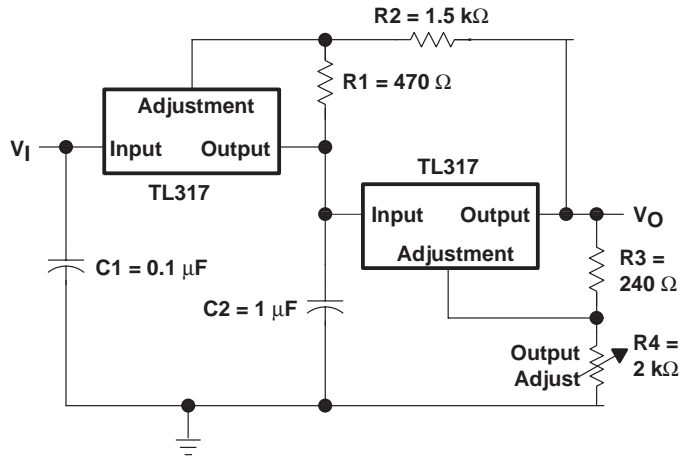 R2 = 1.5 kΩ
R1 = 470 Ω
Adjustment
VI
Input
Output
TL317
TL317
Input
Output
Adjustment
VO
C1 = 0.1 μF
C2 = 1 μF
R3 =
240 Ω
Output
Adjust
R4 =
2 kΩ